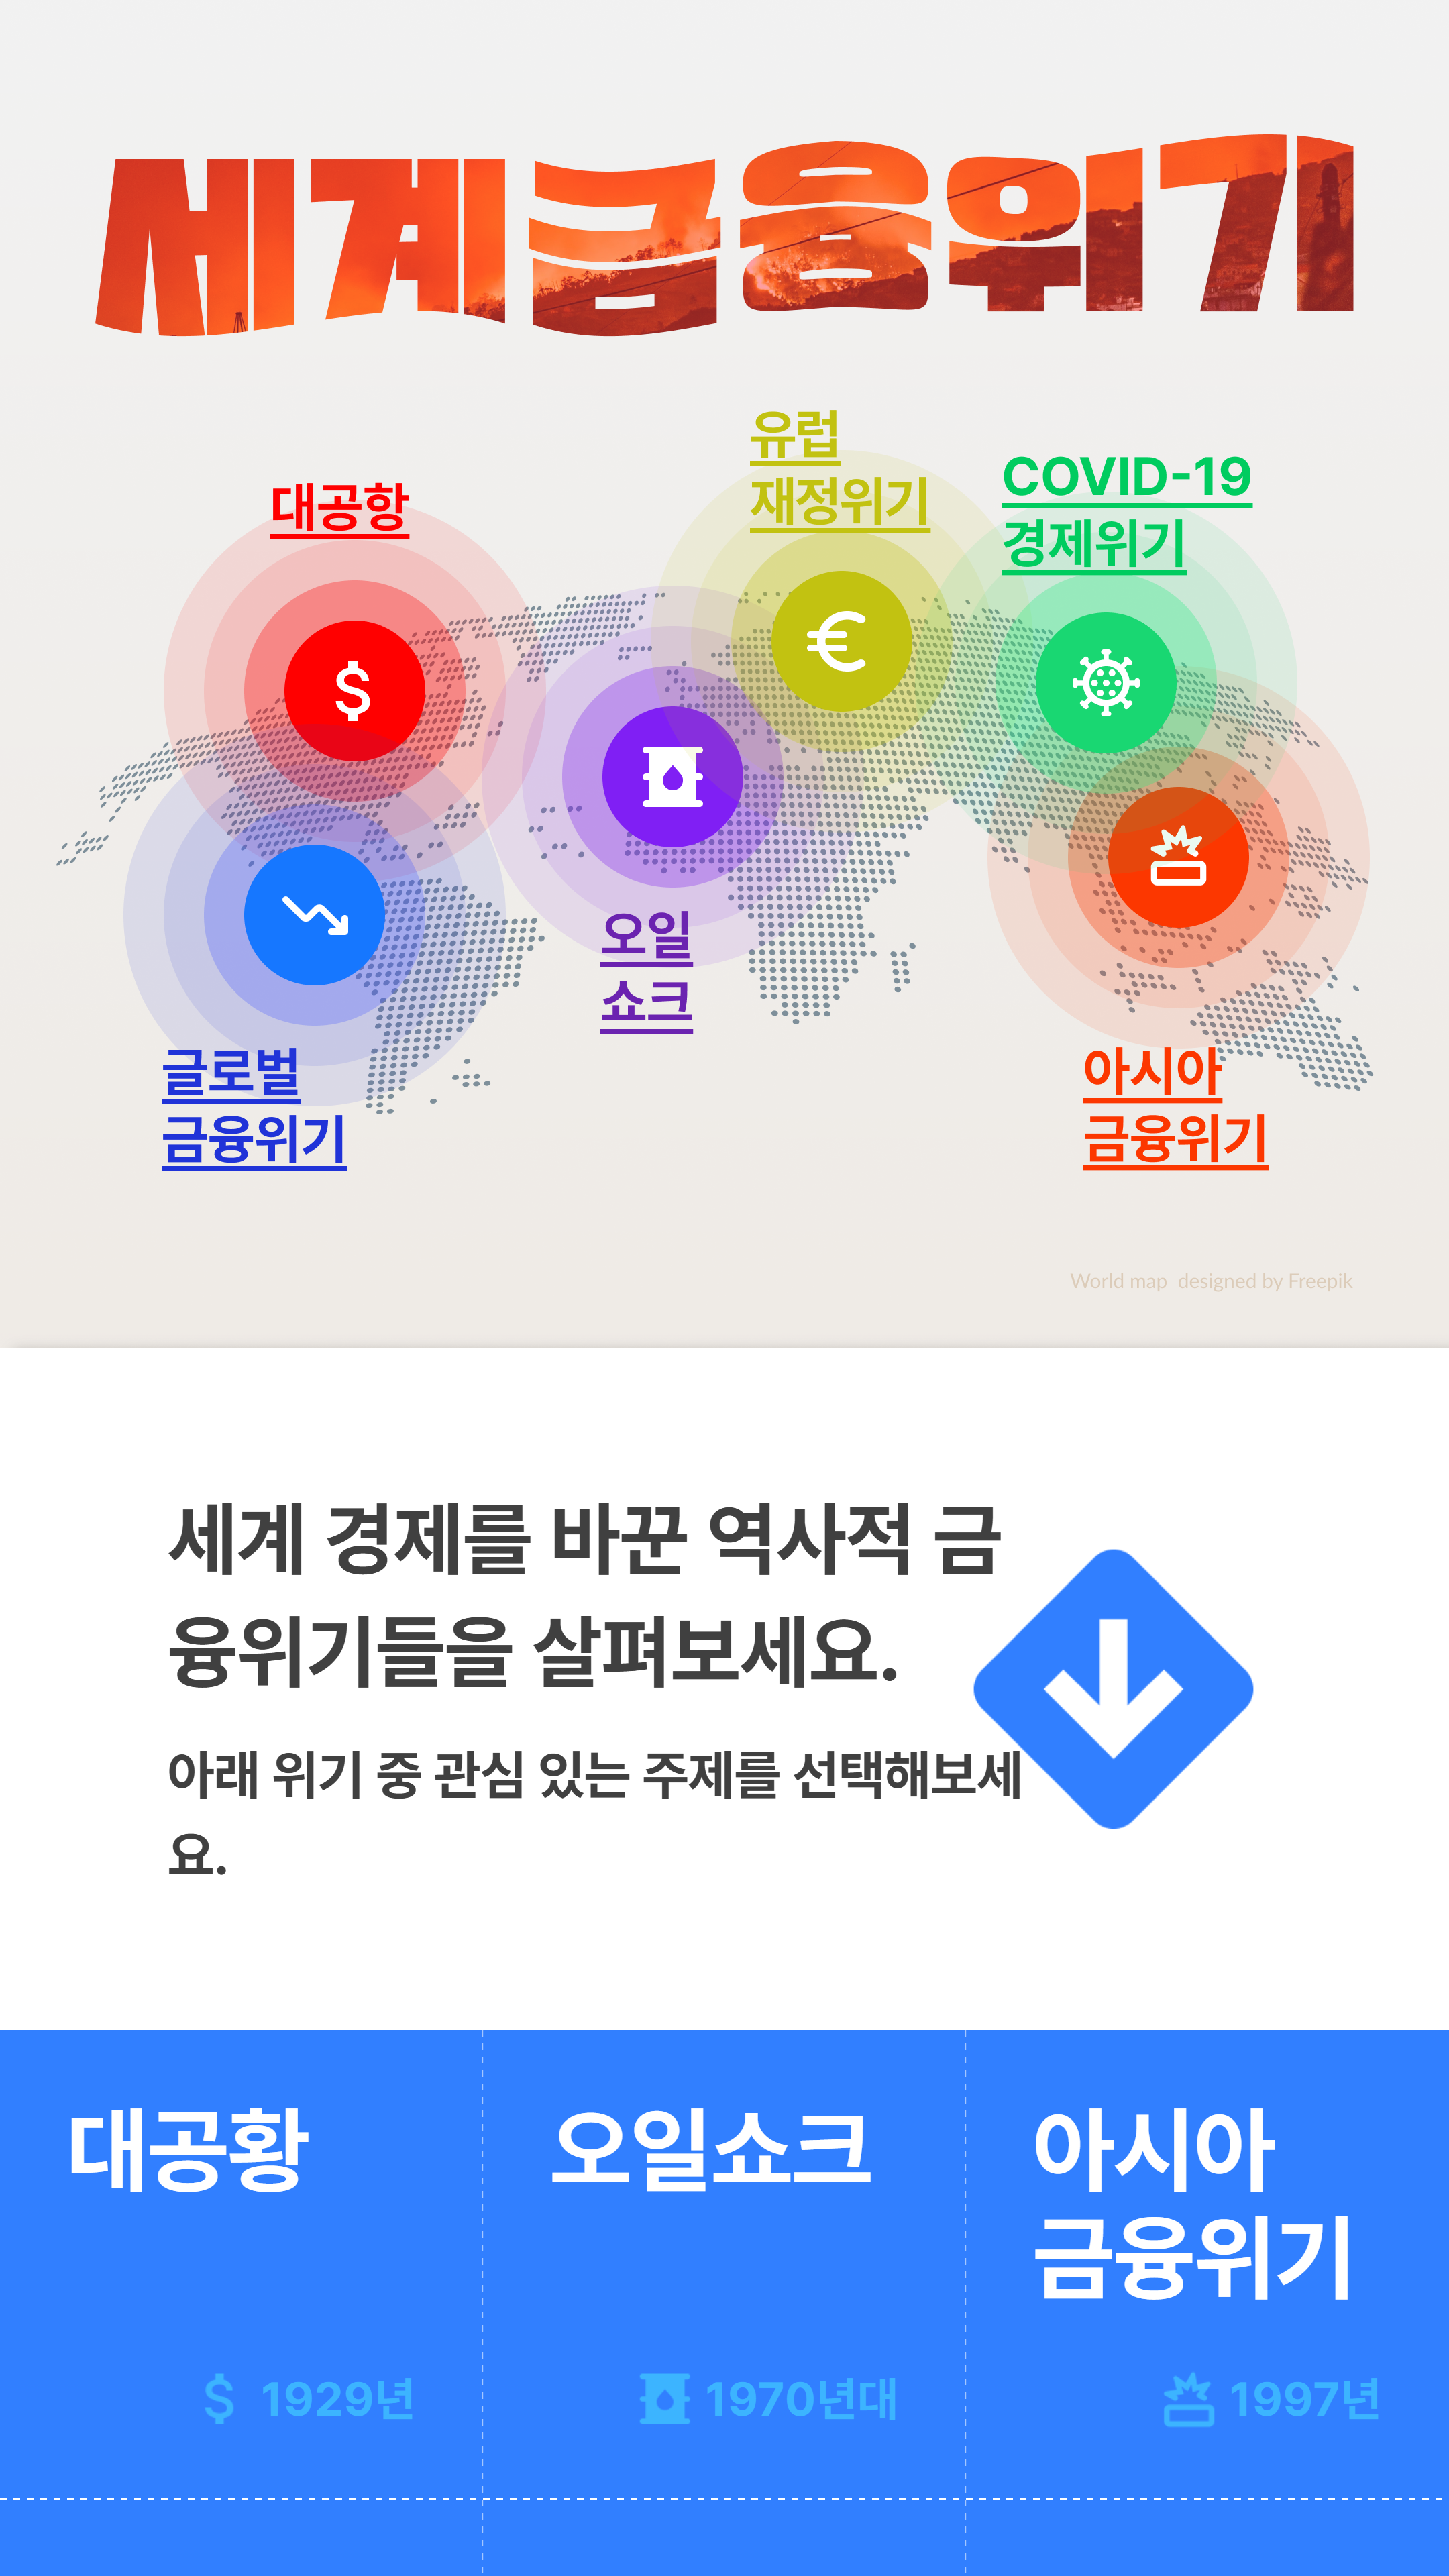 세계금융위기
유럽
재정위기
COVID-19
경제위기
대공항
오일
쇼크
글로벌
금융위기
아시아
금융위기
World map designed by Freepik
세계 경제를 바꾼 역사적 금
융위기들을 살펴보세요.
아래 위기 중 관심 있는 주제를 선택해보세
요.
대공황
$ 1929년
오일쇼크
1970년대
아시아
금융위기
1997년